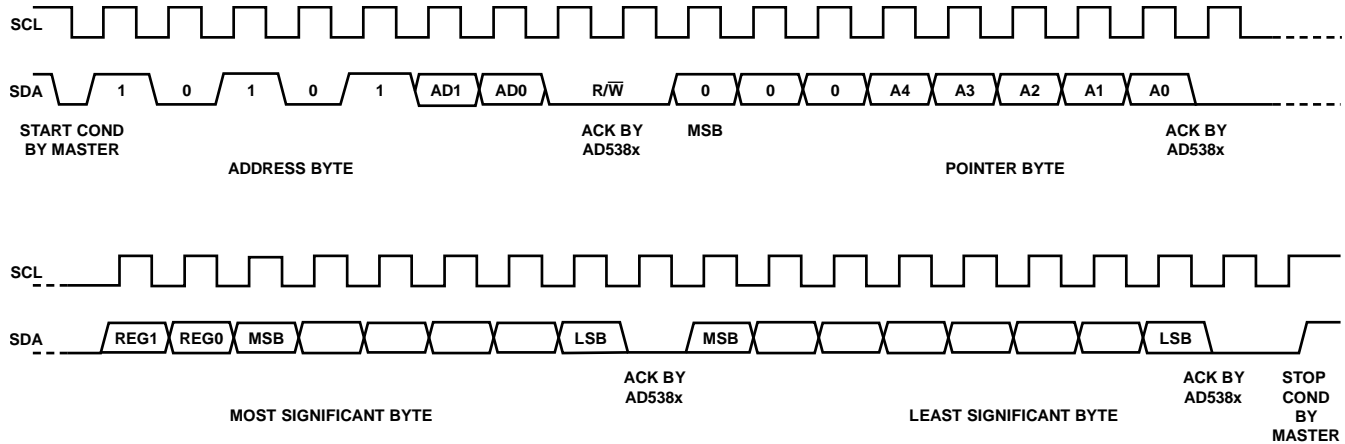 SCL
SDA 1 0 1 0 1 AD1 AD0 R/W̅ 0 0 0 A4 A3 A2 A1 A0
START COND BY MASTER
ACK BY AD538x
MSB
ACK BY AD538x
ADDRESS BYTE
POINTER BYTE
SCL
SDA REG1 REG0 MSB LSB MSB LSB
ACK BY AD538x
ACK BY AD538x
STOP COND BY MASTER
MOST SIGNIFICANT BYTE
LEAST SIGNIFICANT BYTE